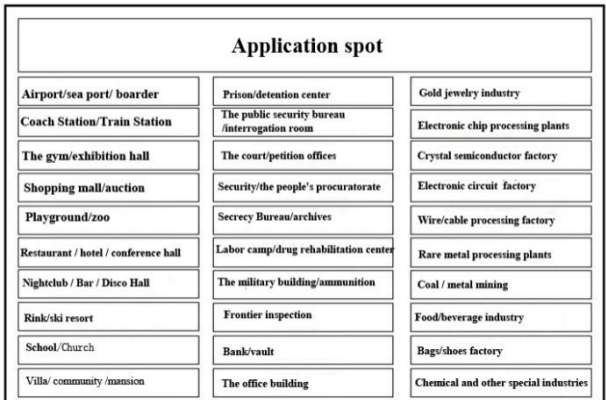 Application spot
Airport/sea port/ boarder
Prison/detention center
Gold jewelry industry
Coach Station/Train Station
The public security bureau
/interrogation room
Electronic chip processing plants
The gym/exhibition hall
The court/petition offices
Crystal semiconductor factory
Shopping mall/auction
Security/the people's procuratorate
Electronic circuit factory
Playground/zoo
Secrecy Bureau/archives
Wire/cable processing factory
Restaurant / hotel / conference hall
Labor camp/drug rehabilitation center
Rare metal processing plants
Nightclub / Bar / Disco Hall
The military building/ammunition
Coal / metal mining
Rink/ski resort
Frontier inspection
Food/beverage industry
School/Church
Bank/vault
Bags/shoes factory
Villa/ community /mansion
The office building
Chemical and other special industries